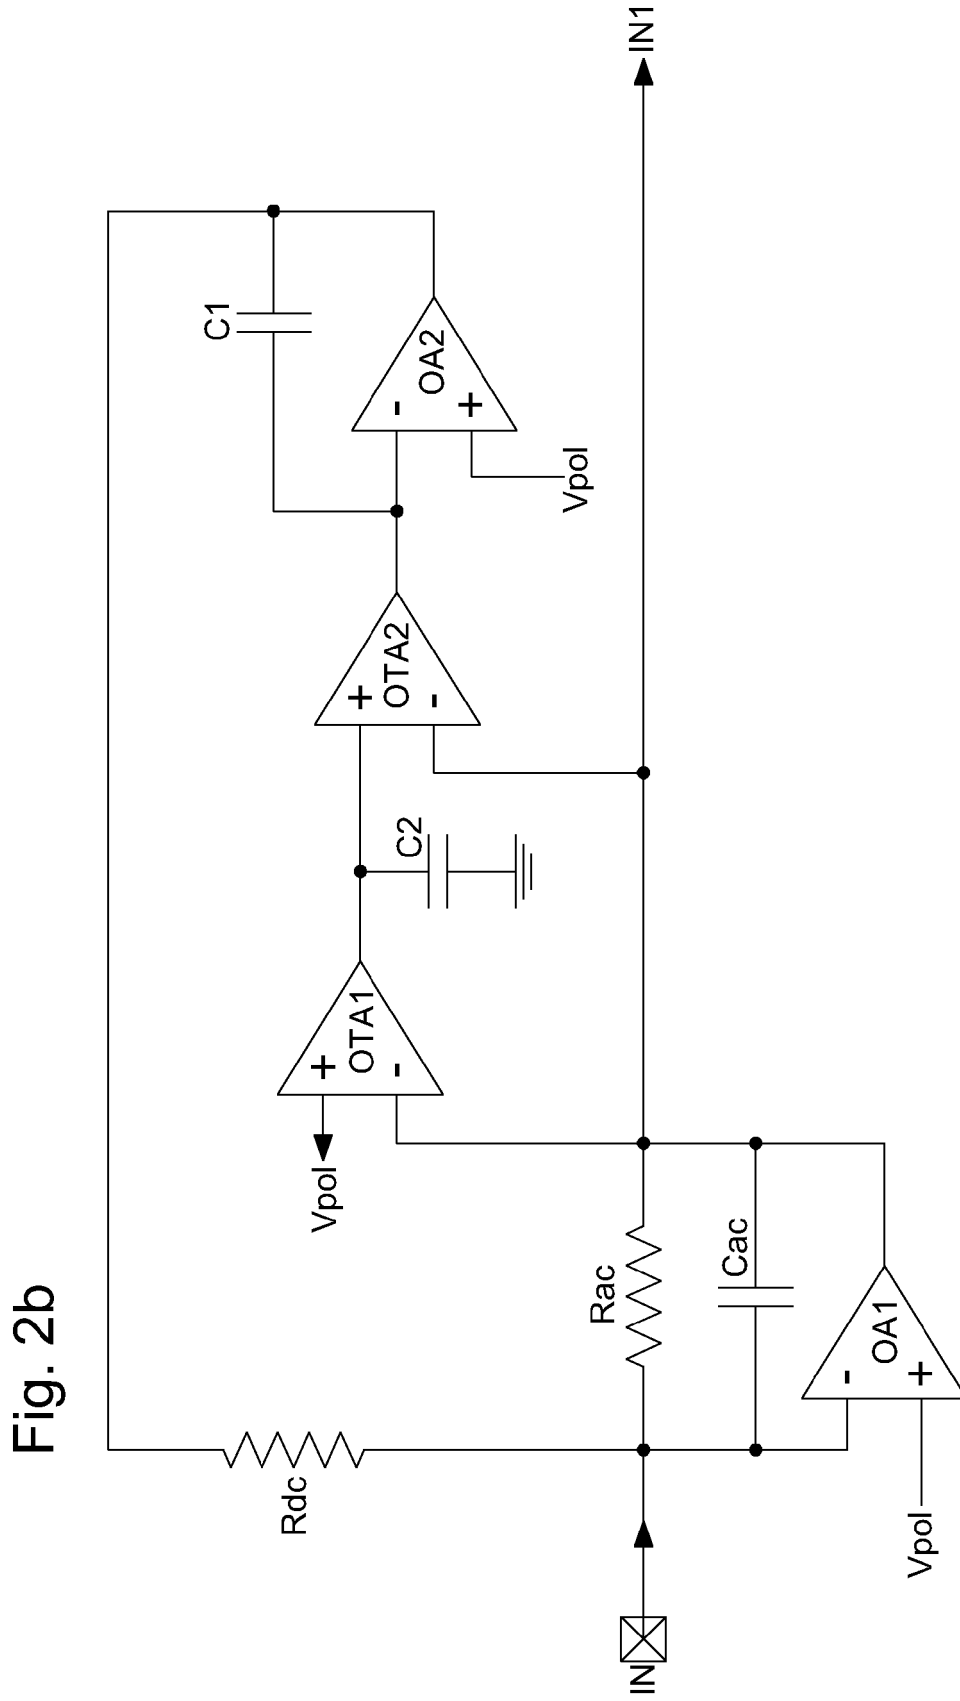 Fig. 2b
Rdc
C1
Vpol
OTA1
C2
OTA2
OA2
Vpol
IN
Rac
IN1
Cac
Vpol
OA1
+
-
+
-
-
+
-
+